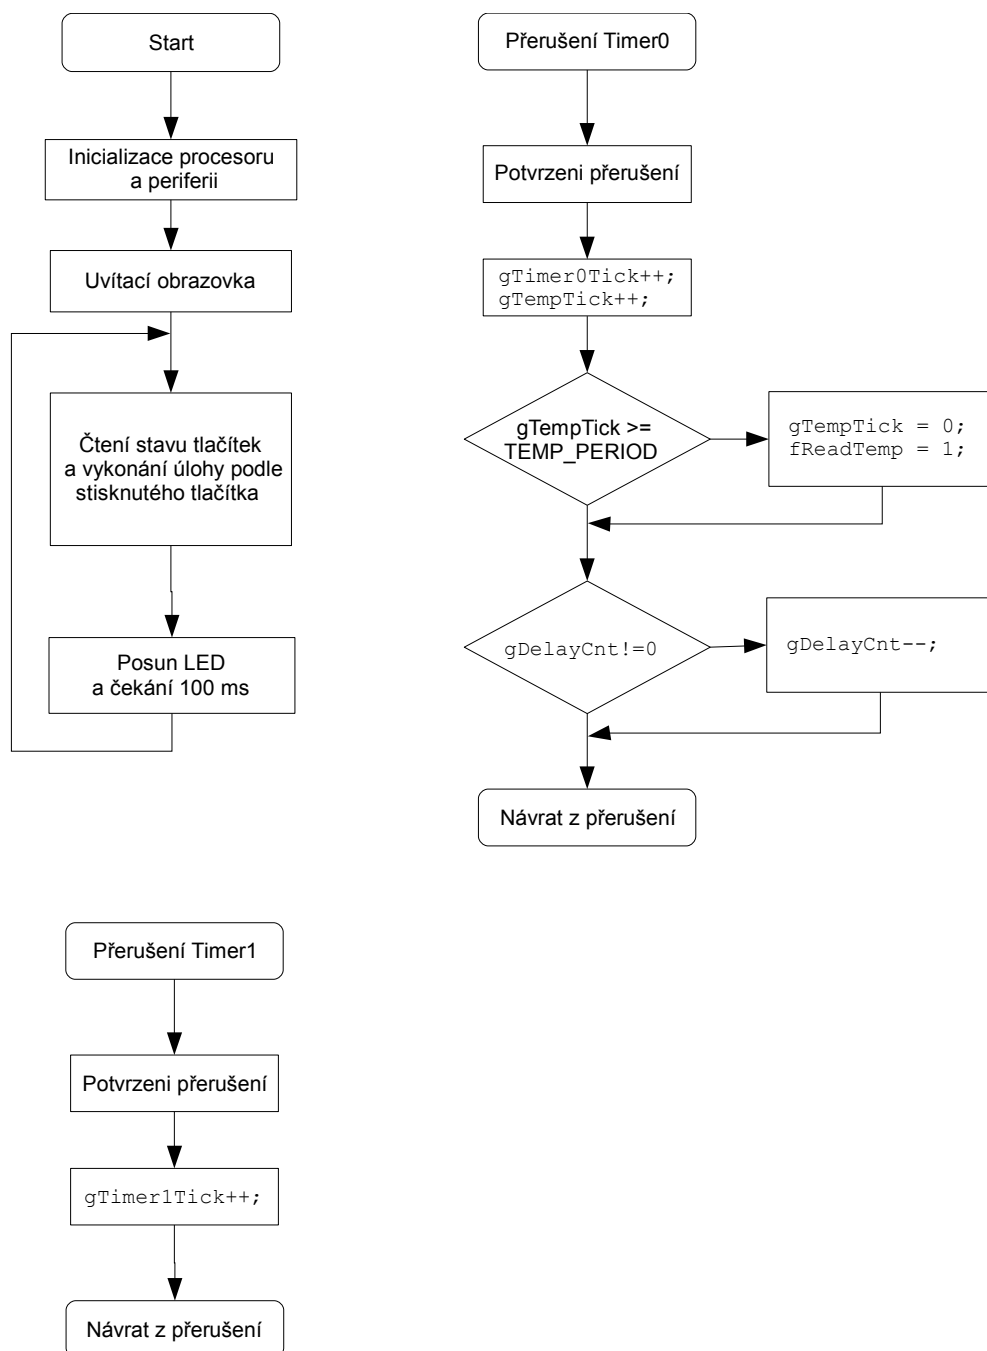 Start
Inicializace procesoru
a periferii
Uvítací obrazovka
Čtení stavu tlačítek
a vykonání úlohy podle
stisknutého tlačítka
Posun LED
a čekání 100 ms
Přerušení Timer0
Potvrzeni přerušení
gTimer0Tick++;
gTempTick++;
gTempTick >=
TEMP_PERIOD
gTempTick = 0;
fReadTemp = 1;
gDelayCnt!=0
gDelayCnt--;
Návrat z přerušení
Přerušení Timer1
Potvrzeni přerušení
gTimer1Tick++;
Návrat z přerušení